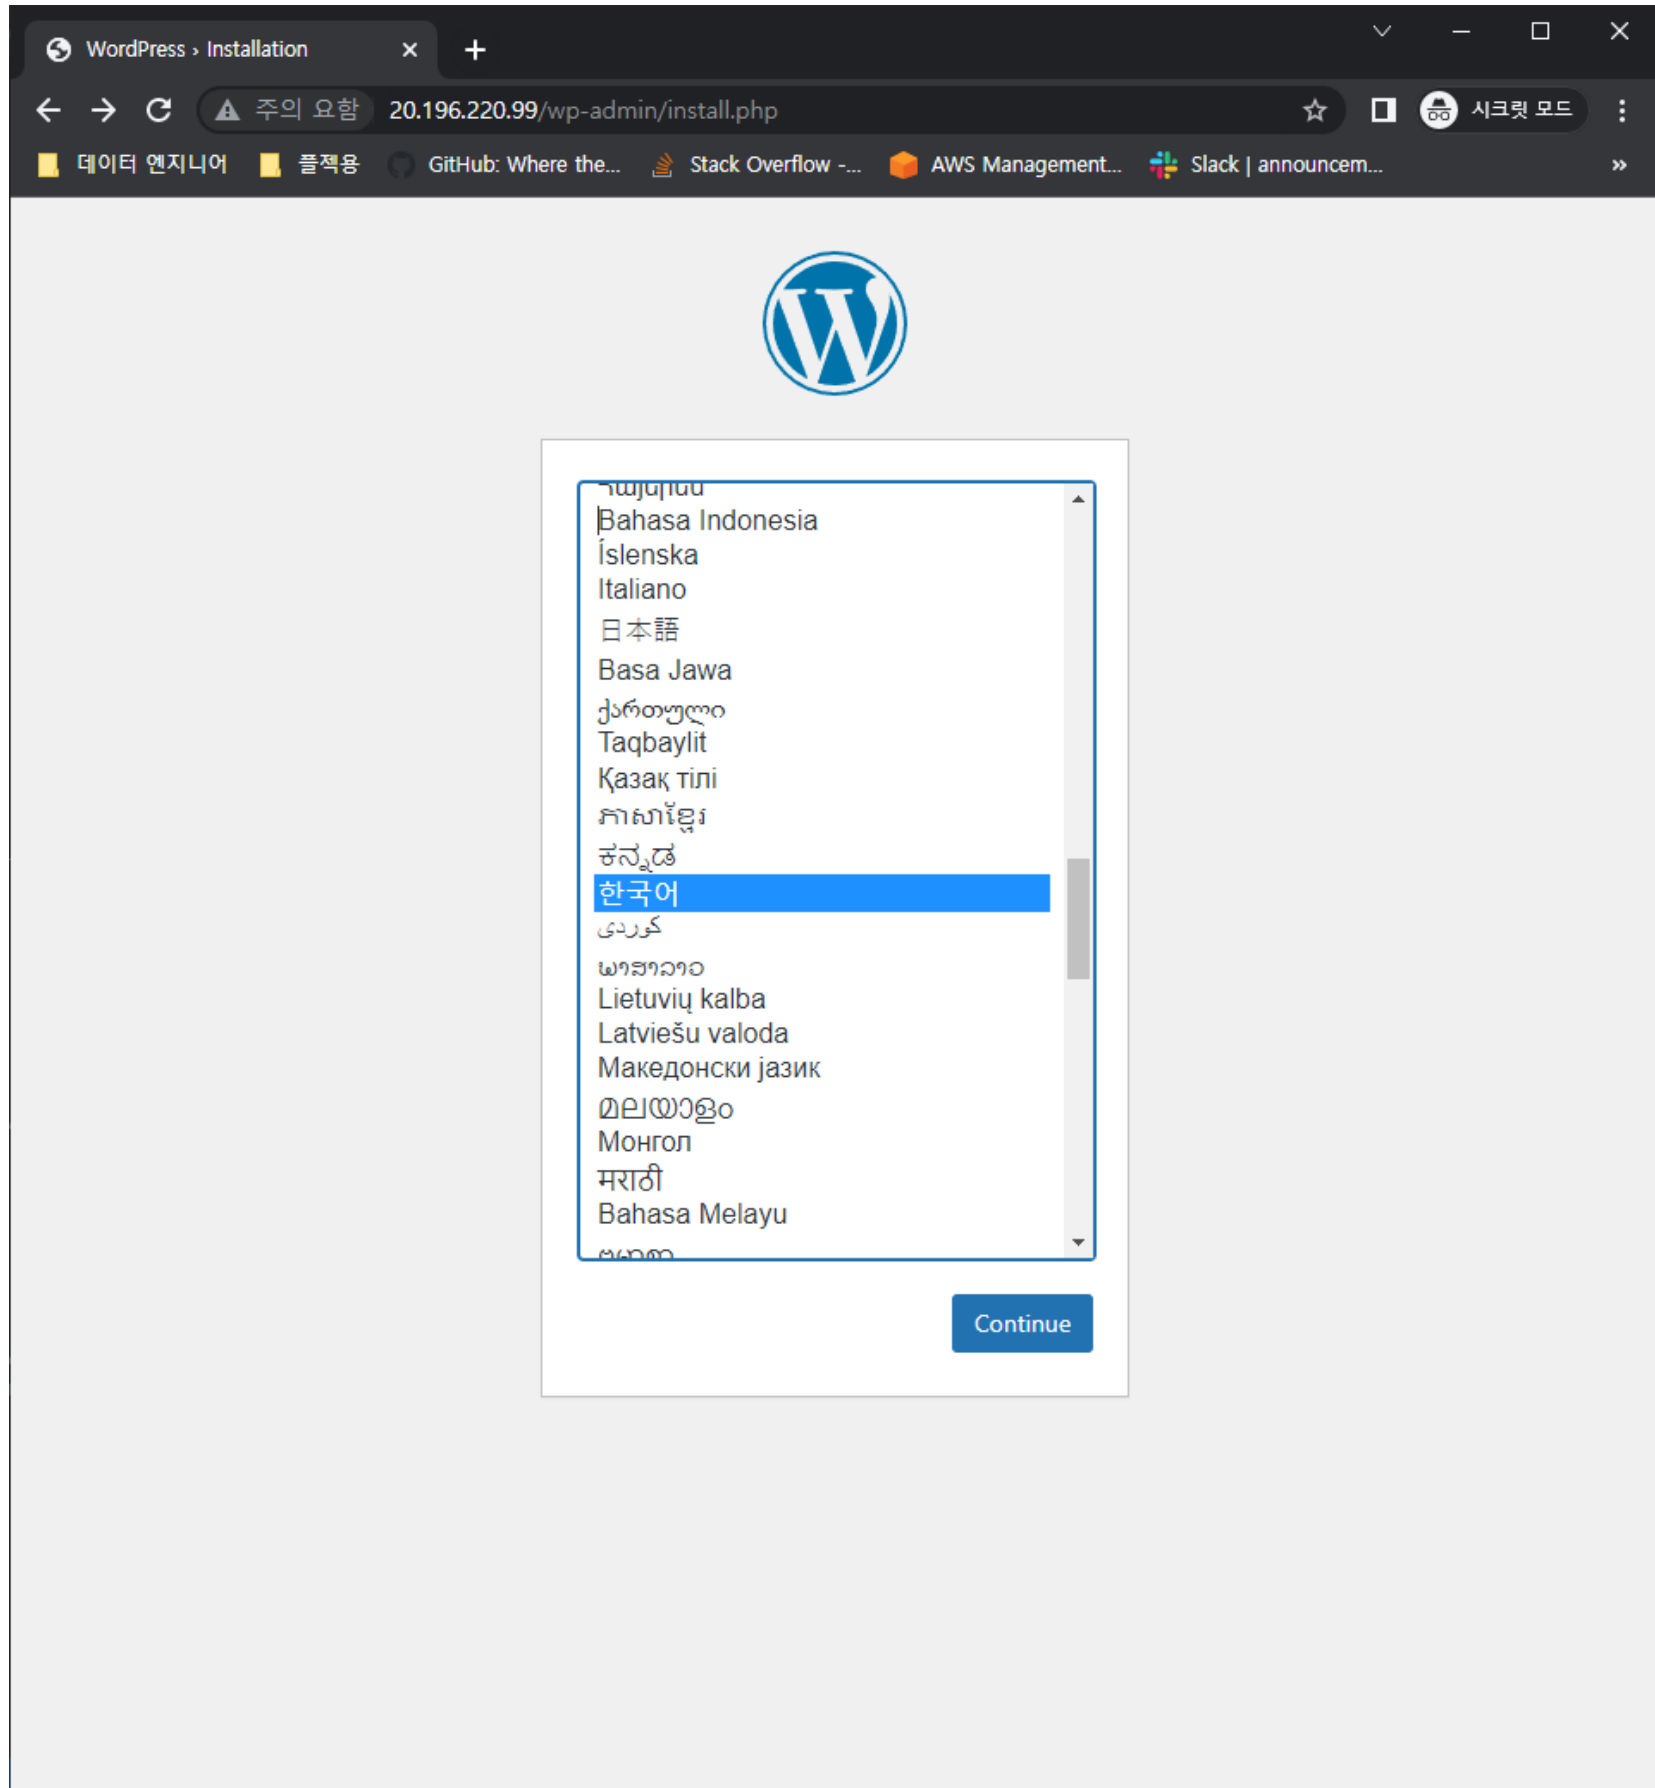 WordPress › Installation
주의 요함 20.196.220.99/wp-admin/install.php 시크릿 모드
데이터 엔지니어 플젝용 GitHub: Where the... Stack Overflow -... AWS Management... Slack | announcem...
Bahasa Indonesia
Íslenska
Italiano
日本語
Basa Jawa
ქართული
Taqbaylit
Қазақ тілі
ភាសាខ្មែរ
ಕನ್ನಡ
한국어
كوردی
ພາສາລາວ
Lietuvių kalba
Latviešu valoda
Македонски јазик
മലയാളം
Монгол
मराठी
Bahasa Melayu
Continue